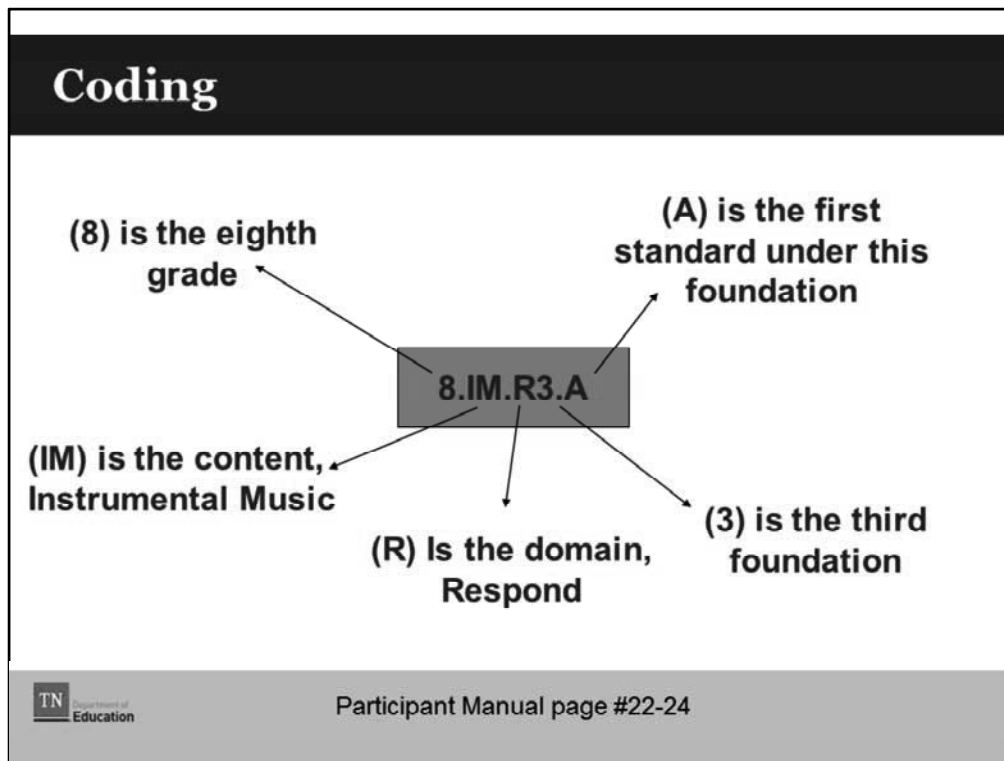 Coding
(8) is the eighth
grade
(A) is the first
standard under this
foundation
8.IM.R3.A
(IM) is the content,
Instrumental Music
(R) Is the domain,
Respond
(3) is the third
foundation
TN
Department of
Education
Participant Manual page #22-24